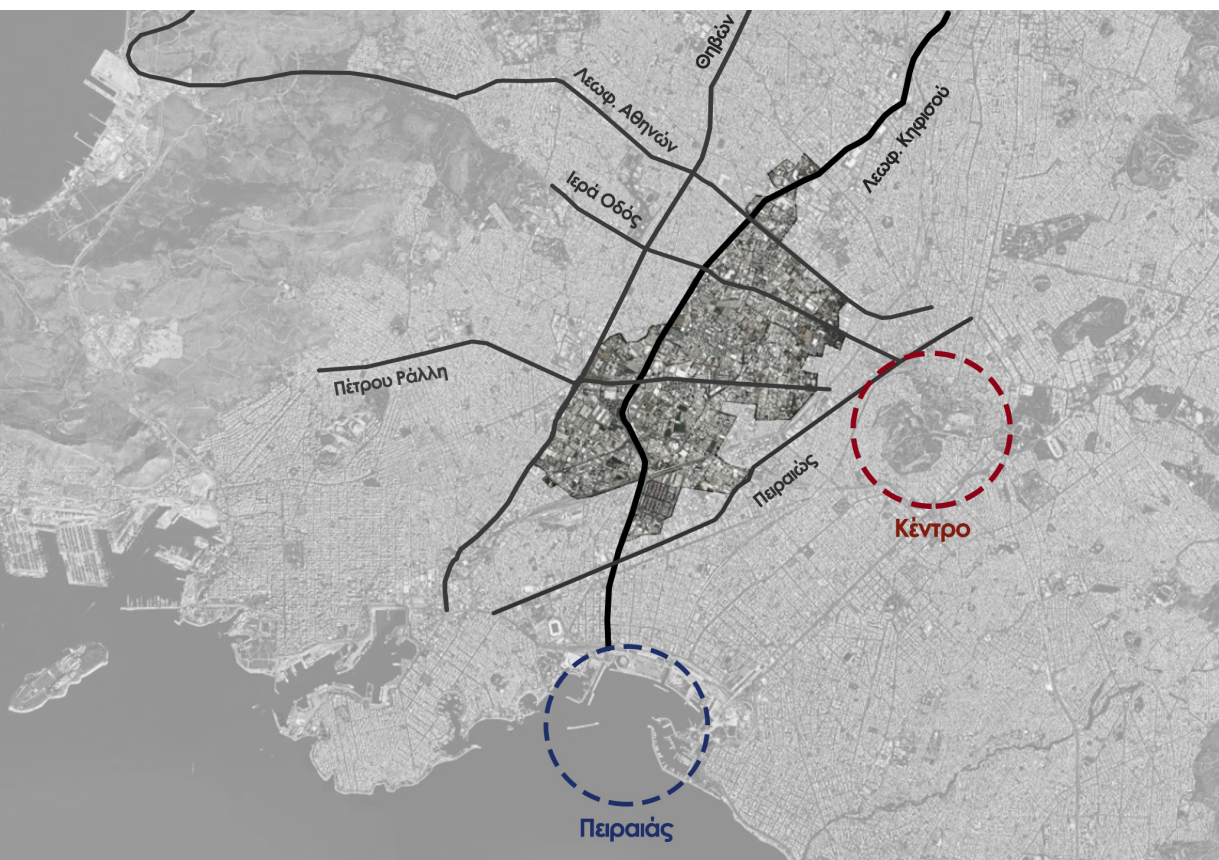 Θηβών
Λεωφ. Αθηνών
Λεωφ. Κηφισού
Ιερά Οδός
Πέτρου Ράλλη
Πειραιώς
Κέντρο
Πειραιάς